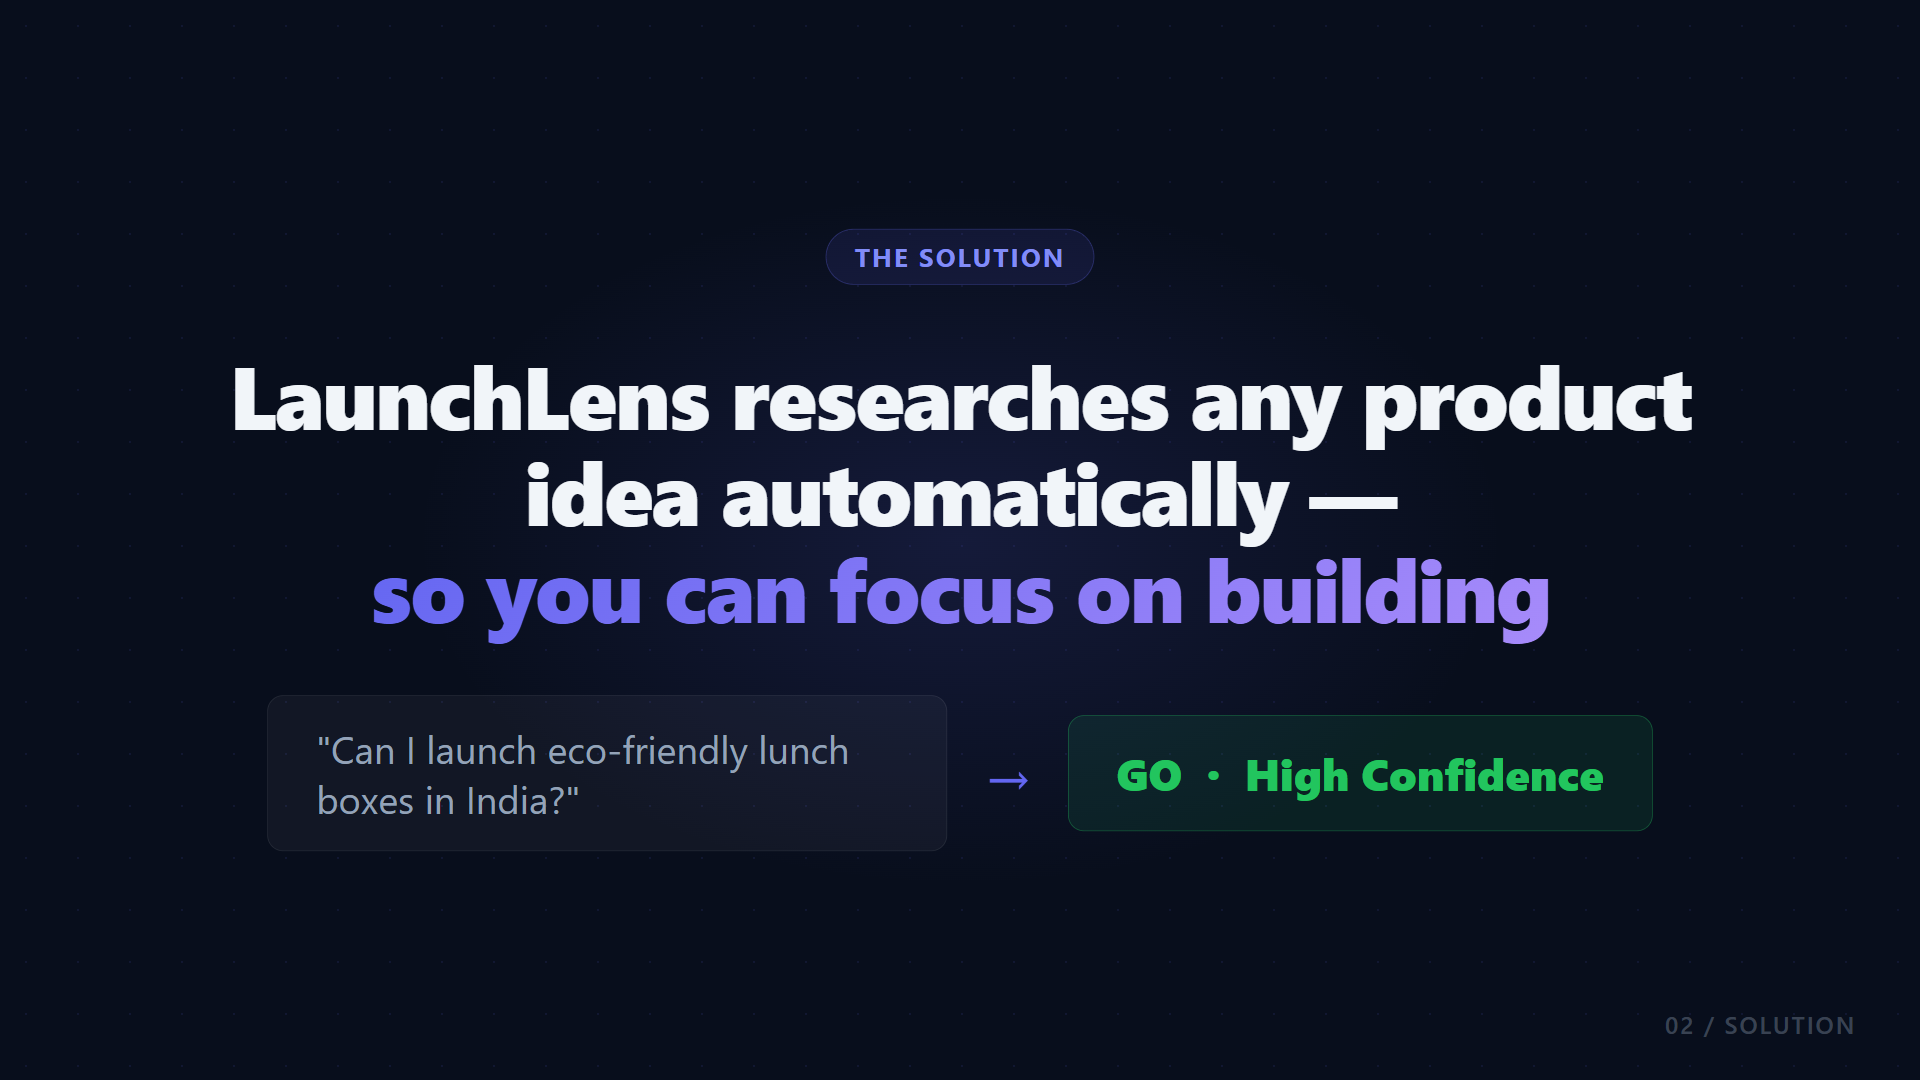 THE SOLUTION
LaunchLens researches any product
idea automatically —
so you can focus on building
"Can I launch eco-friendly lunch
boxes in India?"
→
GO · High Confidence
02 / SOLUTION